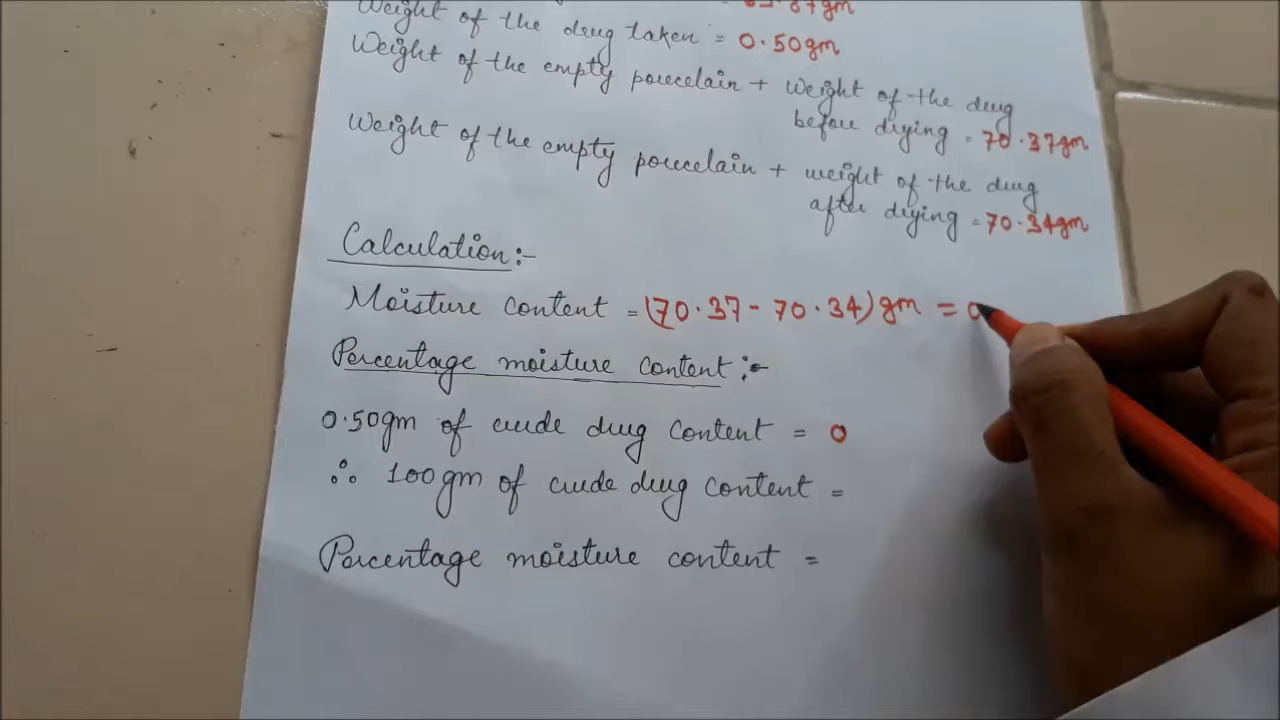 Weight of the drug taken = 0.50gm
Weight of the empty porcelain + weight of the drug
before drying = 70.37gm
Weight of the empty porcelain + weight of the drug
after drying = 70.34gm
Calculation:-
Moisture content = (70.37 - 70.34) gm = 0
Percentage moisture content :-
0.50gm of crude drug content = 0
∴ 100gm of crude drug content =
Percentage moisture content =